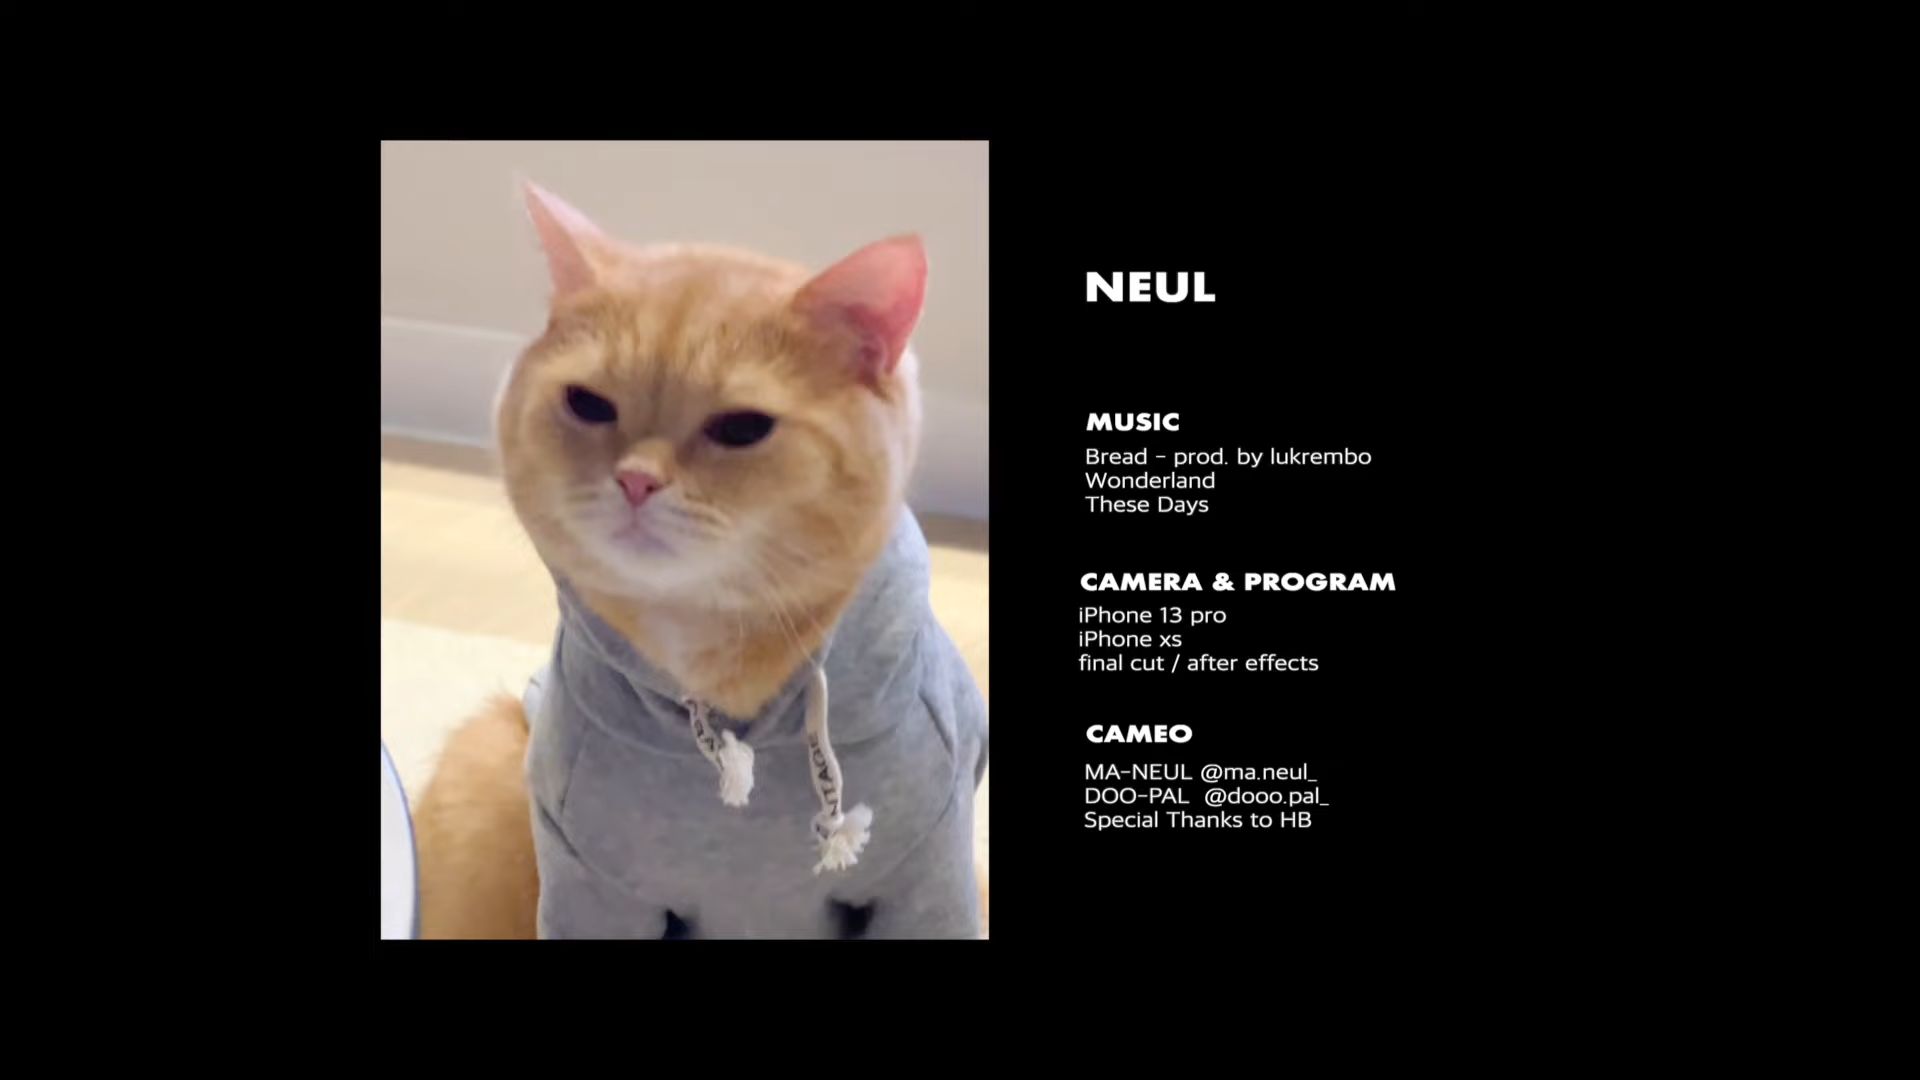 NEUL
MUSIC
Bread - prod. by lukrembo
Wonderland
These Days
CAMERA & PROGRAM
iPhone 13 pro
iPhone xs
final cut / after effects
CAMEO
MA-NEUL @ma.neul_
DOO-PAL @dooo.pal_
Special Thanks to HB